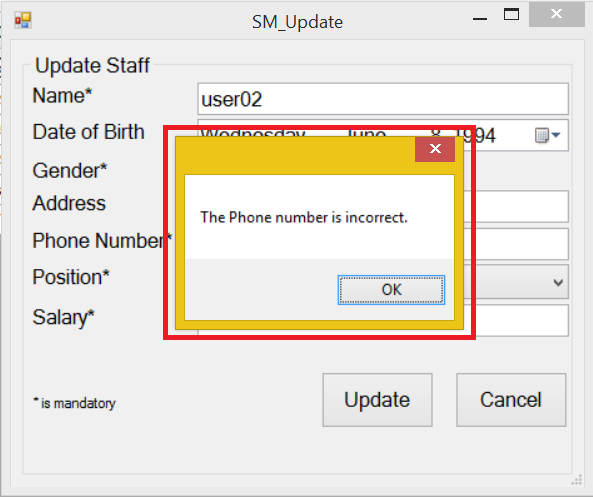 SM_Update
Update Staff
Name*
user02
Date of Birth
Wednesday, June 8, 1994
Gender*
Address
The Phone number is incorrect.
Phone Number*
Position*
OK
Salary*
* is mandatory
Update
Cancel